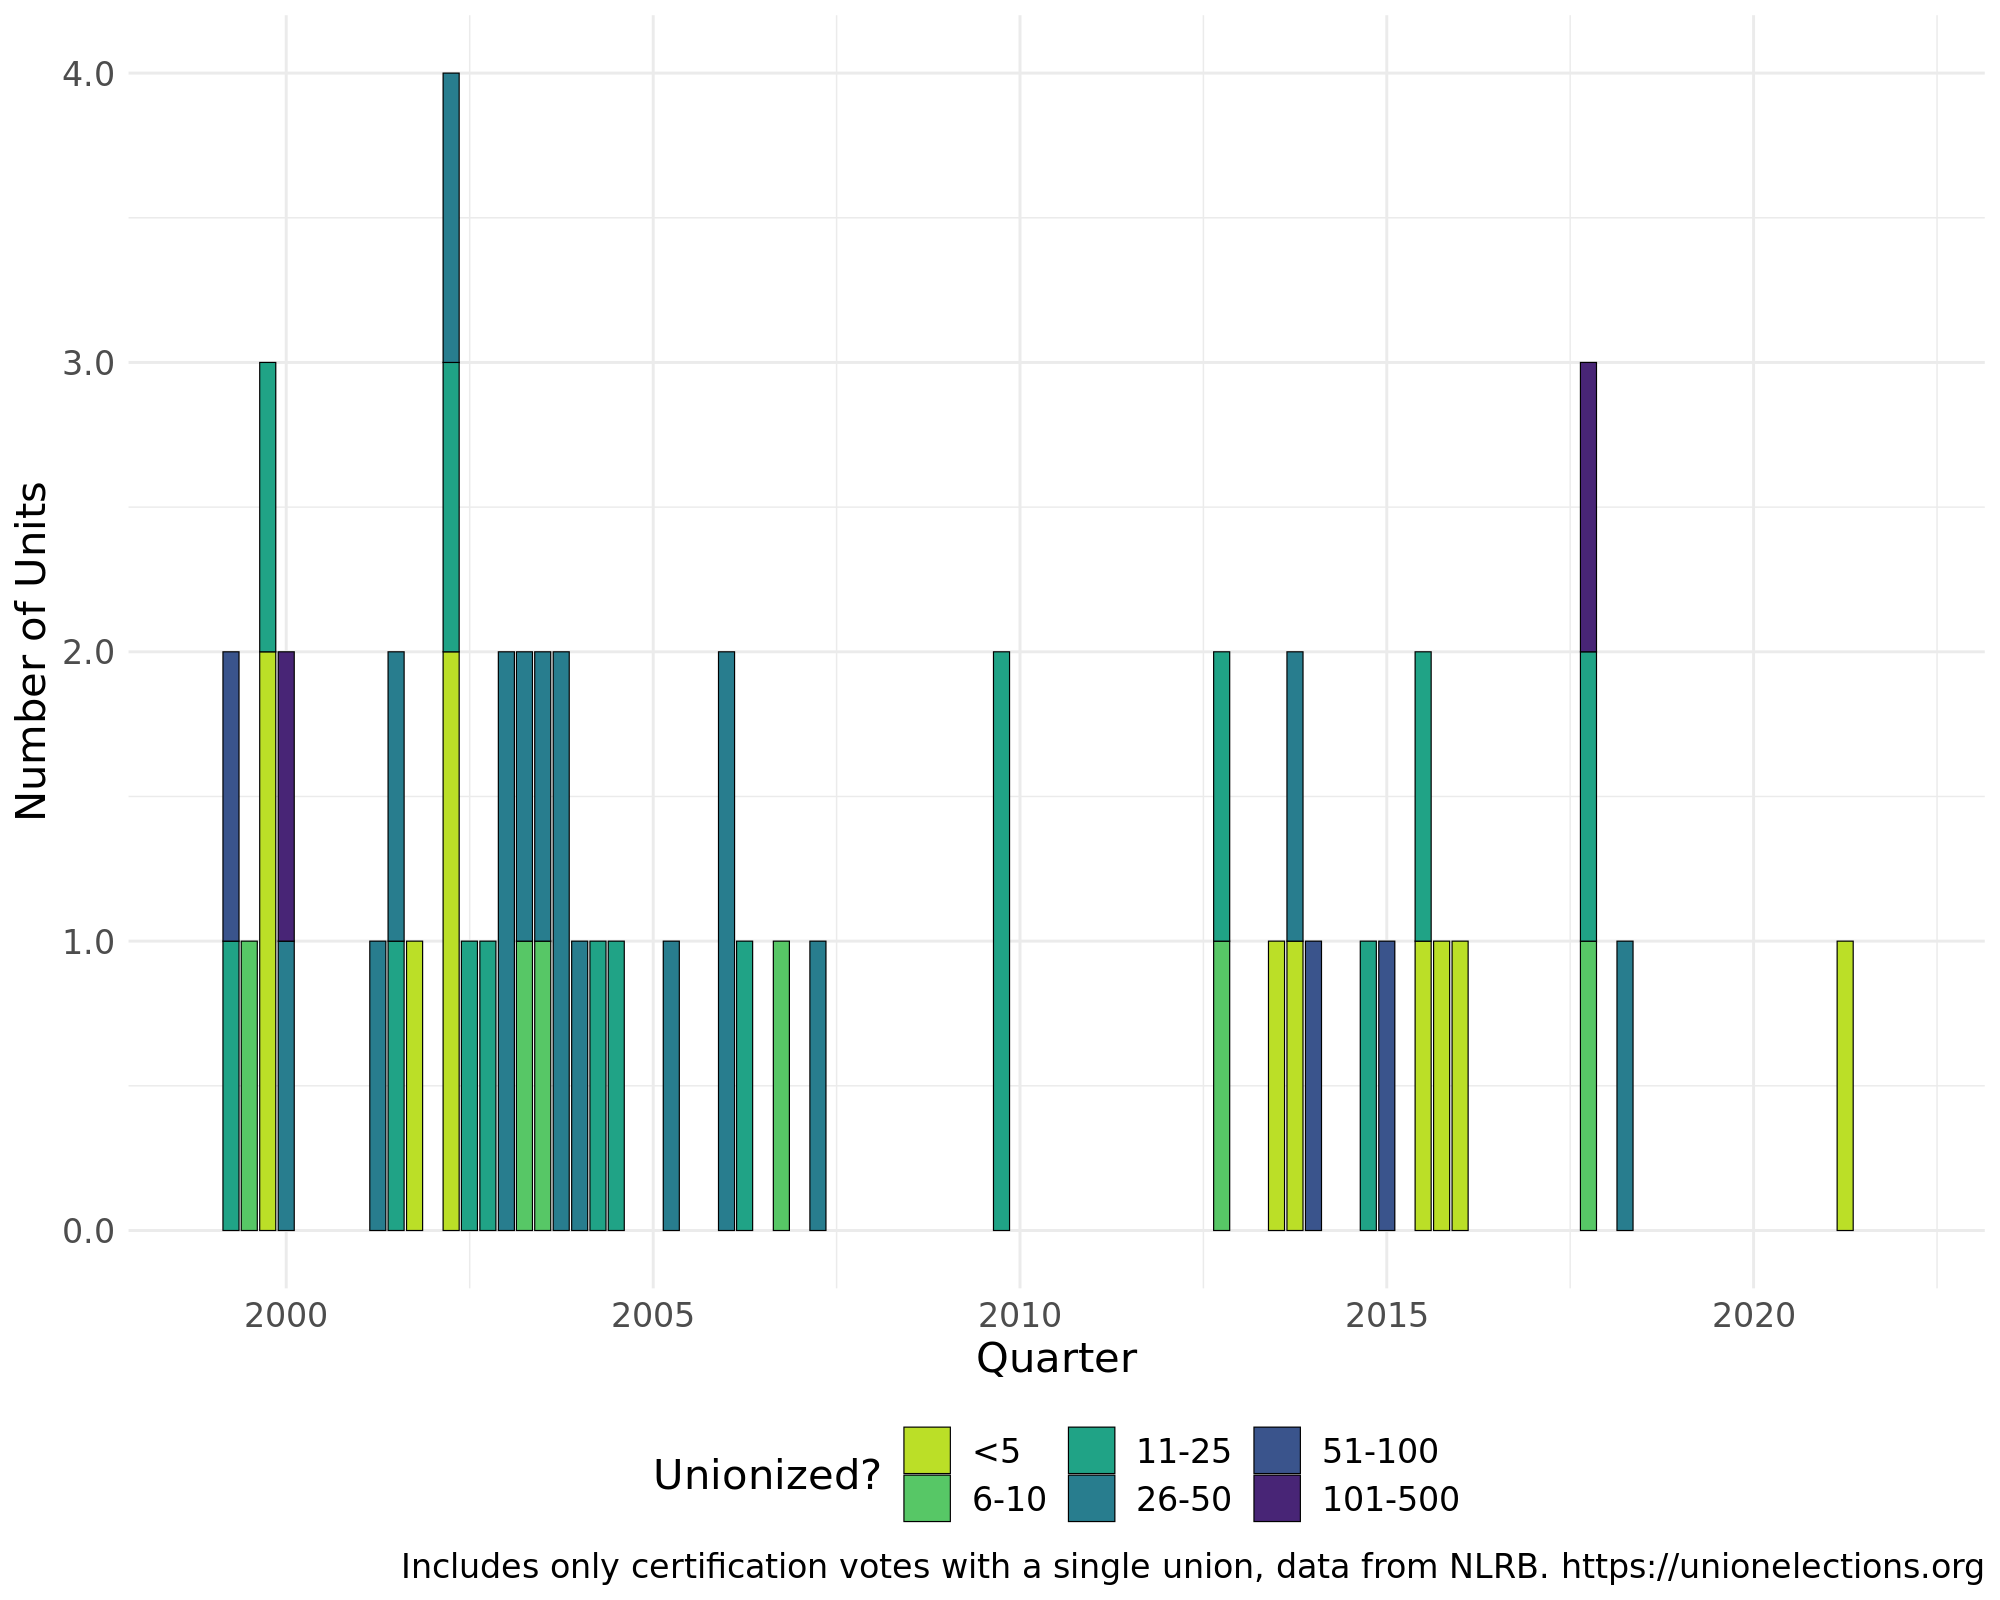 4.0
3.0
2.0
1.0
0.0
Number of Units
2000 2005 2010 2015 2020
Quarter
Unionized?
<5 11-25 51-100
6-10 26-50 101-500
Includes only certification votes with a single union, data from NLRB. https://unionelections.org